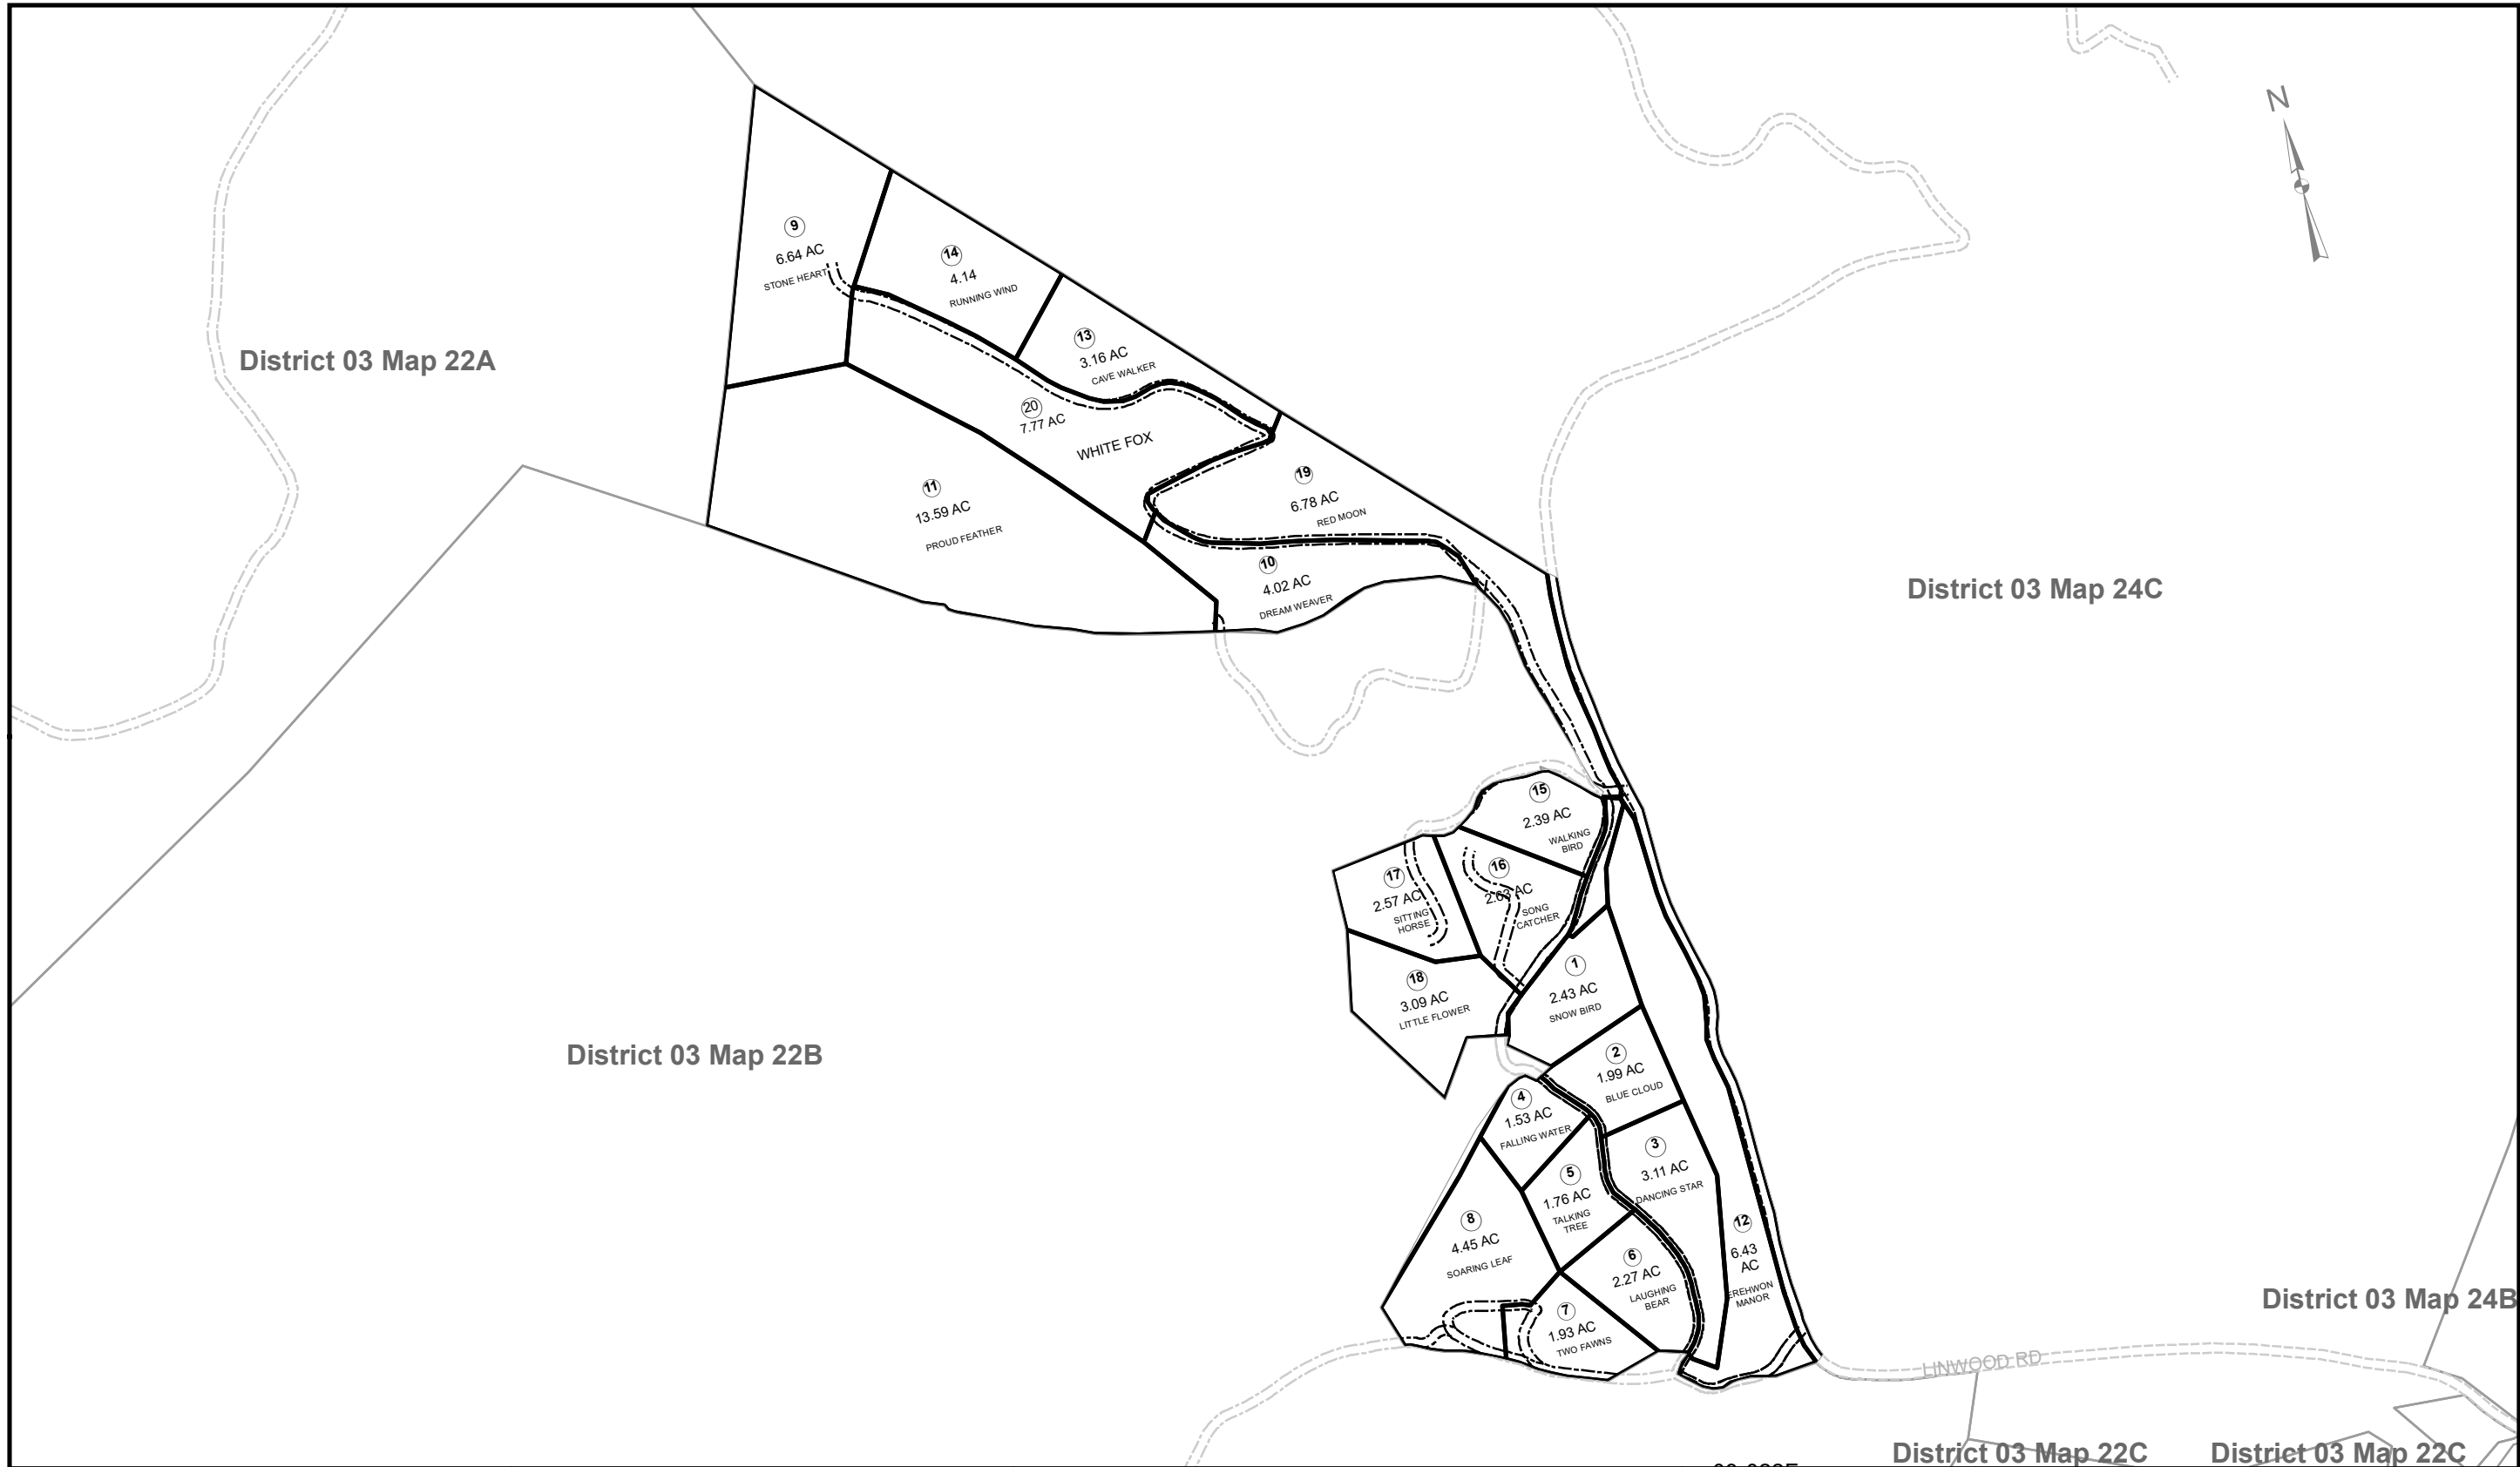 N
9
6.64 AC
STONE HEART
14
4.14
RUNNING WIND
13
3.16 AC
CAVE WALKER
District 03 Map 22A
20
7.77 AC
WHITE FOX
11
13.59 AC
PROUD FEATHER
19
6.78 AC
RED MOON
10
4.02 AC
DREAM WEAVER
District 03 Map 24C
15
2.39 AC
WALKING
BIRD
16
2.63 AC
SONG
CATCHER
17
2.57 AC
SITTING
HORSE
18
3.09 AC
LITTLE FLOWER
1
2.43 AC
SNOW BIRD
District 03 Map 22B
2
1.99 AC
BLUE CLOUD
4
1.53 AC
FALLING WATER
3
3.11 AC
DANCING STAR
5
1.76 AC
TALKING
TREE
8
4.45 AC
SOARING LEAF
12
6.43
AC
EREHWON
MANOR
6
2.27 AC
LAUGHING
BEAR
7
1.93 AC
TWO FAWNS
District 03 Map 24B
LINWOOD RD
District 03 Map 22C
District 03 Map 22C